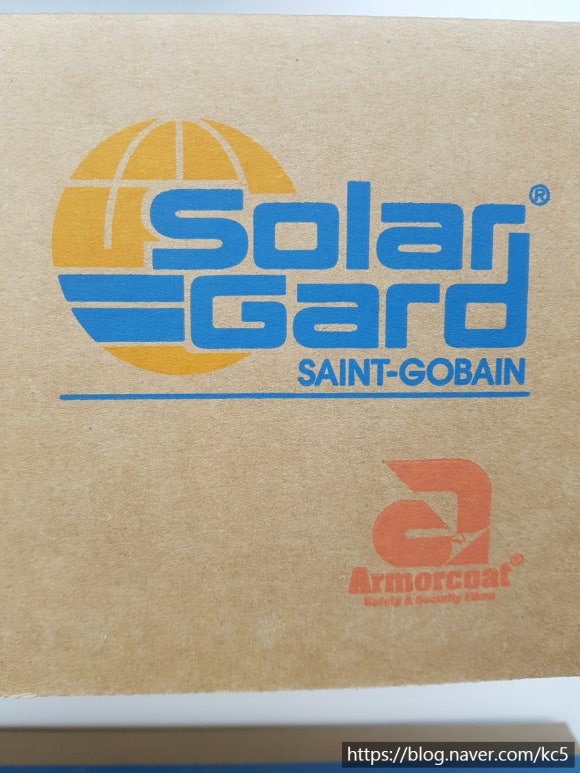 Solar®
Gard
SAINT-GOBAIN
a
Armorcoat®
Safety & Security Films
https://blog.naver.com/kc5